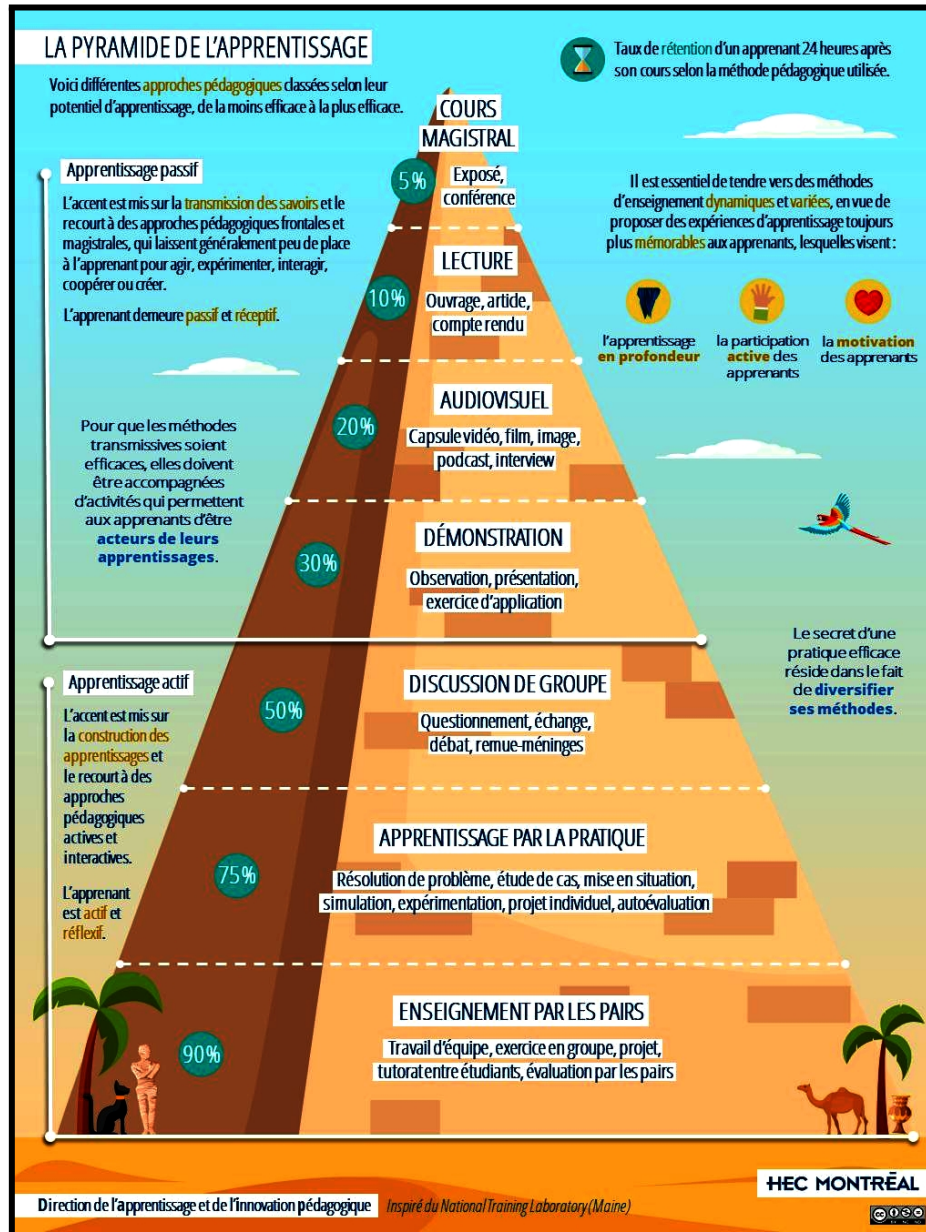 LA PYRAMIDE DE L'APPRENTISSAGE
Voici différentes approches pédagogiques classées selon leur
potentiel d'apprentissage, de la moins efficace à la plus efficace.
Taux de rétention d'un apprenant 24 heures après
son cours selon la méthode pédagogique utilisée.
COURS
MAGISTRAL
5%
Exposé,
conférence
Apprentissage passif
L'accent est mis sur la transmission des savoirs et le
recourt à des approches pédagogiques frontales et
magistrales, qui laissent généralement peu de place
à l'apprenant pour agir, expérimenter, interagir,
coopérer ou créer.
L'apprenant demeure passif et réceptif.
Il est essentiel de tendre vers des méthodes
d'enseignement dynamiques et variées, en vue de
proposer des expériences d'apprentissage toujours
plus mémorables aux apprenants, lesquelles visent :
l'apprentissage
en profondeur
la participation
active des
apprenants
la motivation
des apprenants
LECTURE
10%
Ouvrage, article,
compte rendu
AUDIOVISUEL
20%
Capsule vidéo, film, image,
podcast, interview
Pour que les méthodes
transmissives soient
efficaces, elles doivent
être accompagnées
d'activités qui permettent
aux apprenants d'être
acteurs de leurs
apprentissages.
DÉMONSTRATION
30%
Observation, présentation,
exercice d'application
Le secret d'une
pratique efficace
réside dans le fait
de diversifier
ses méthodes.
Apprentissage actif
L'accent est mis sur
la construction des
apprentissages et
le recourt à des
approches
pédagogiques
actives et
interactives.
L'apprenant
est actif et
réflexif.
DISCUSSION DE GROUPE
50%
Questionnement, échange,
débat, remue-méninges
APPRENTISSAGE PAR LA PRATIQUE
75%
Résolution de problème, étude de cas, mise en situation,
simulation, expérimentation, projet individuel, autoévaluation
ENSEIGNEMENT PAR LES PAIRS
90%
Travail d'équipe, exercice en groupe, projet,
tutorat entre étudiants, évaluation par les pairs
HEC MONTRÉAL
Direction de l'apprentissage et de l'innovation pédagogique Inspiré du National Training Laboratory (Maine)